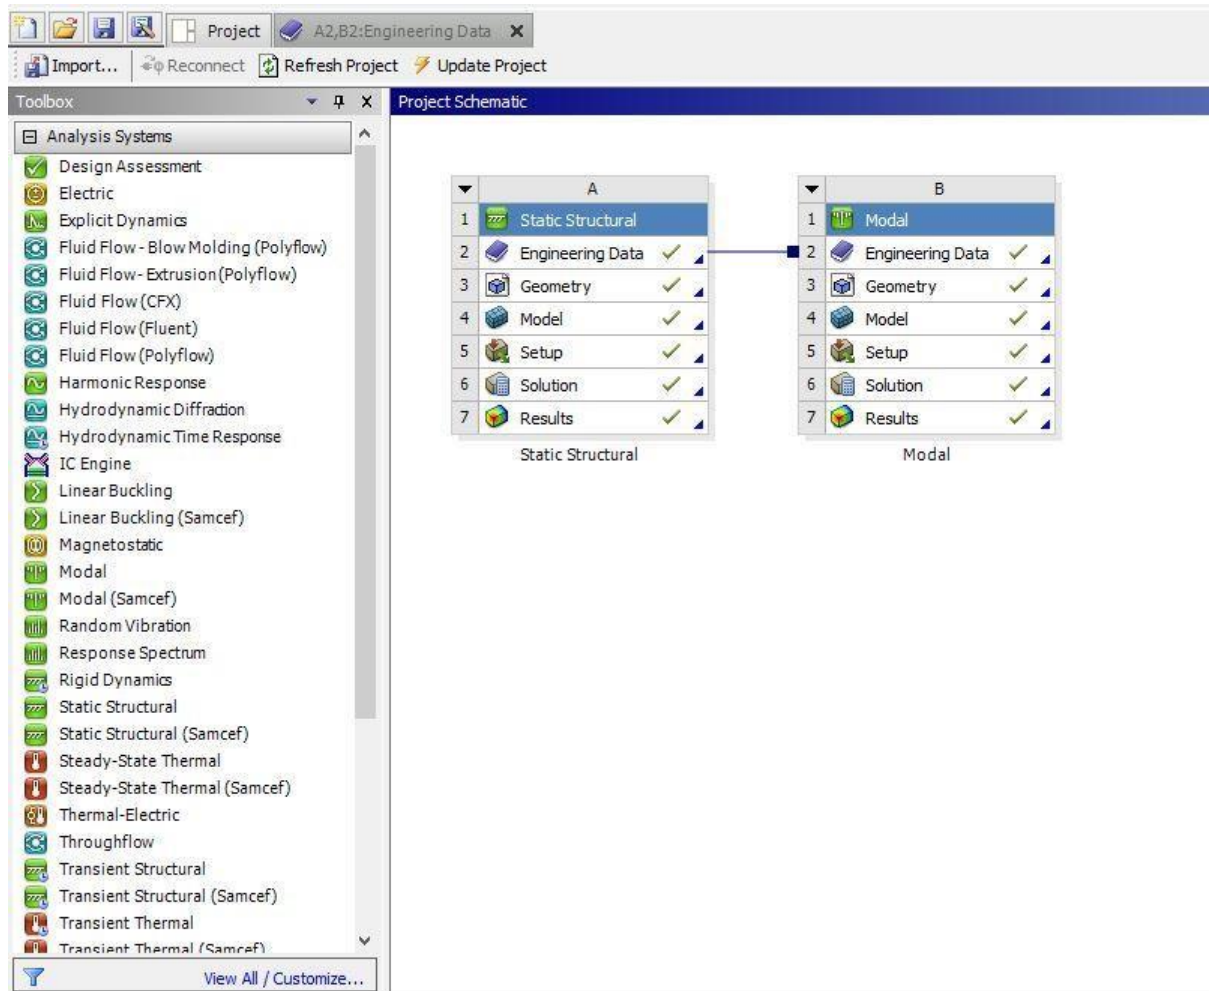 Project A2,B2:Engineering Data
Import... Reconnect Refresh Project Update Project
Toolbox
Analysis Systems
Design Assessment
Electric
Explicit Dynamics
Fluid Flow - Blow Molding (Polyflow)
Fluid Flow - Extrusion (Polyflow)
Fluid Flow (CFX)
Fluid Flow (Fluent)
Fluid Flow (Polyflow)
Harmonic Response
Hydrodynamic Diffraction
Hydrodynamic Time Response
IC Engine
Linear Buckling
Linear Buckling (Samcef)
Magnetostatic
Modal
Modal (Samcef)
Random Vibration
Response Spectrum
Rigid Dynamics
Static Structural
Static Structural (Samcef)
Steady-State Thermal
Steady-State Thermal (Samcef)
Thermal-Electric
Throughflow
Transient Structural
Transient Structural (Samcef)
Transient Thermal
Transient Thermal (Samcef)
View All / Customize...
Project Schematic
A
1 Static Structural
2 Engineering Data
3 Geometry
4 Model
5 Setup
6 Solution
7 Results
Static Structural
B
1 Modal
2 Engineering Data
3 Geometry
4 Model
5 Setup
6 Solution
7 Results
Modal